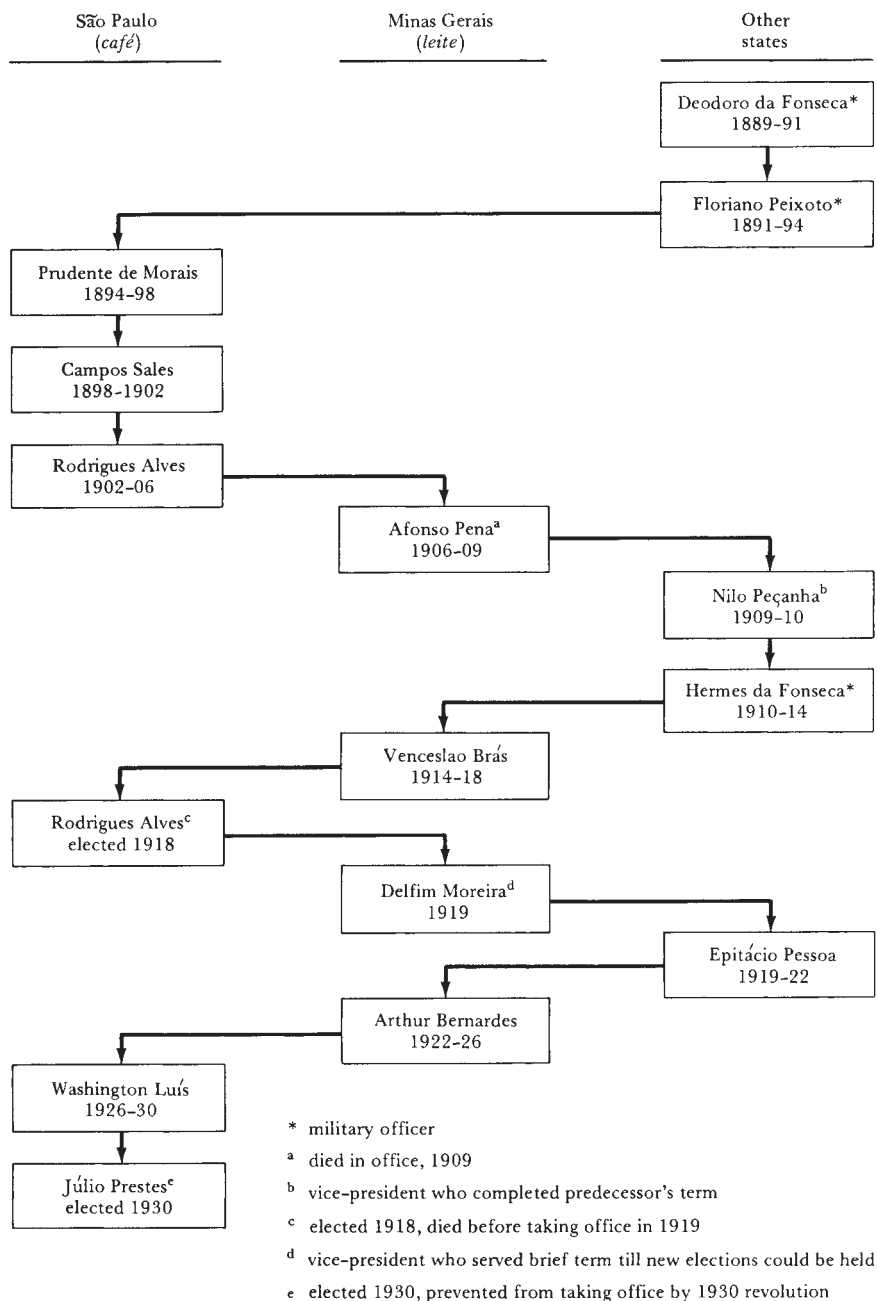 São Paulo
(café)
Minas Gerais
(leite)
Other
states
Deodoro da Fonseca*
1889-91
Floriano Peixoto*
1891-94
Prudente de Morais
1894-98
Campos Sales
1898-1902
Rodrigues Alves
1902-06
Afonso Penaᵃ
1906-09
Nilo Peçanhaᵇ
1909-10
Hermes da Fonseca*
1910-14
Venceslao Brás
1914-18
Rodrigues Alvesᶜ
elected 1918
Delfim Moreiraᵈ
1919
Epitácio Pessoa
1919-22
Arthur Bernardes
1922-26
Washington Luís
1926-30
Júlio Prestesᵉ
elected 1930
* military officer
ᵃ died in office, 1909
ᵇ vice-president who completed predecessor's term
ᶜ elected 1918, died before taking office in 1919
ᵈ vice-president who served brief term till new elections could be held
e elected 1930, prevented from taking office by 1930 revolution